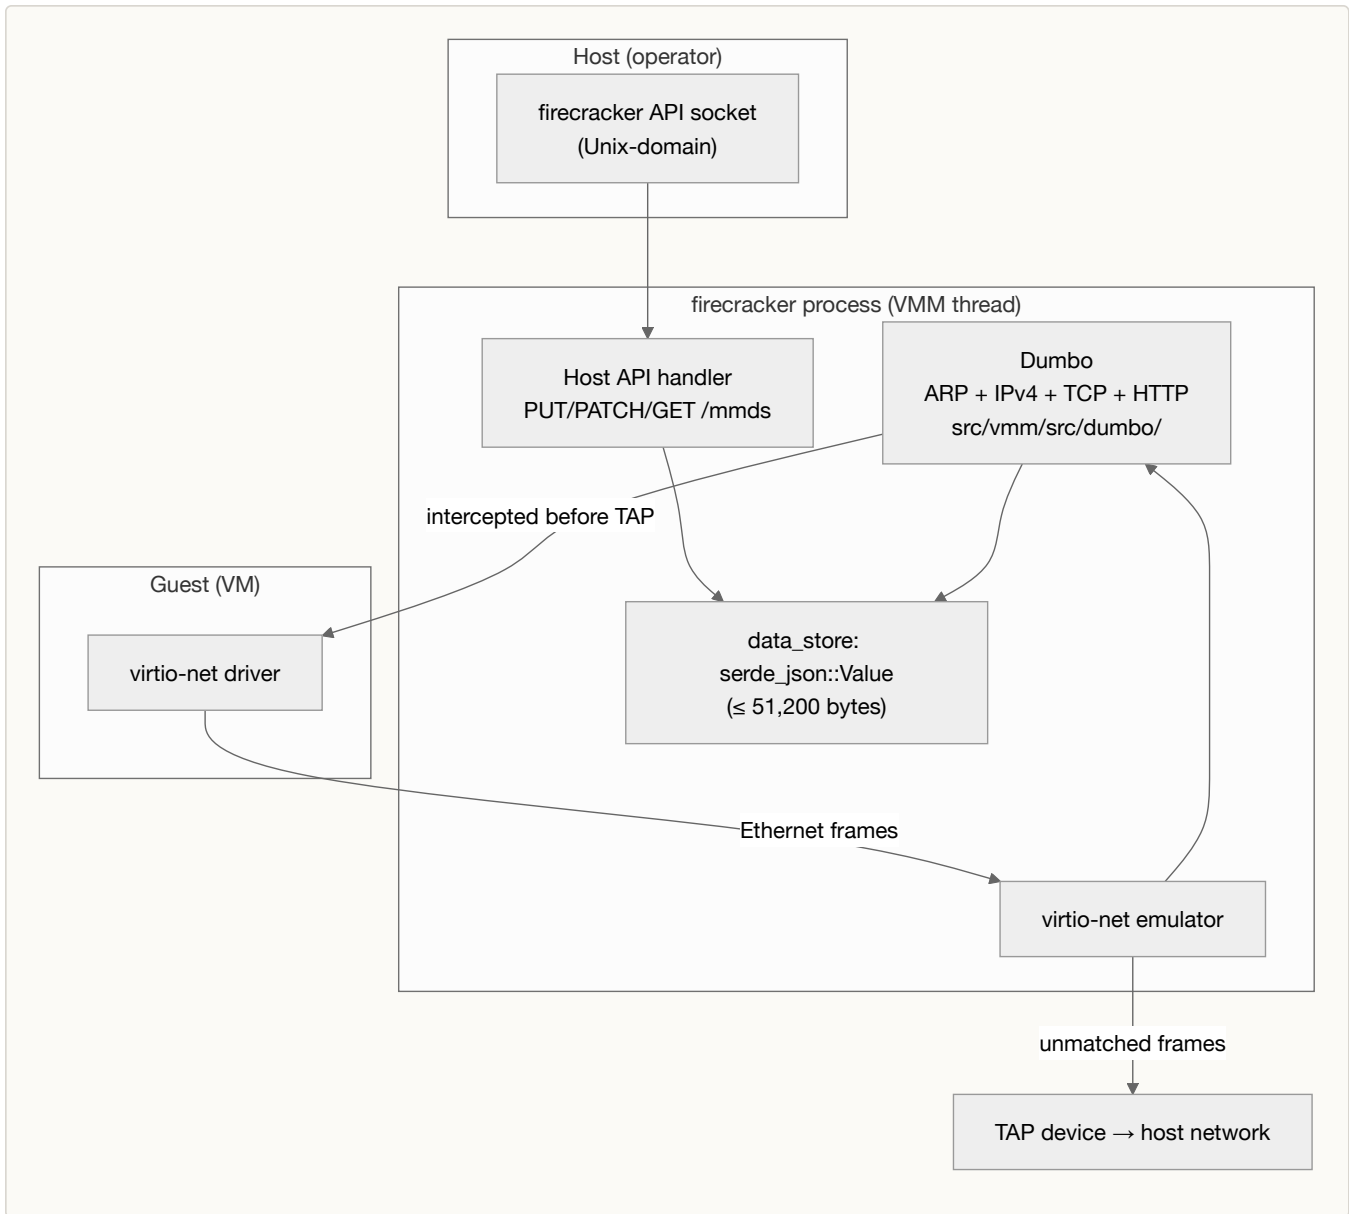 Host (operator)
firecracker API socket
(Unix-domain)
firecracker process (VMM thread)
Host API handler
PUT/PATCH/GET /mmds
Dumbo
ARP + IPv4 + TCP + HTTP
src/vmm/src/dumbo/
intercepted before TAP
Guest (VM)
virtio-net driver
data_store:
serde_json::Value
(≤ 51,200 bytes)
Ethernet frames
virtio-net emulator
unmatched frames
TAP device → host network